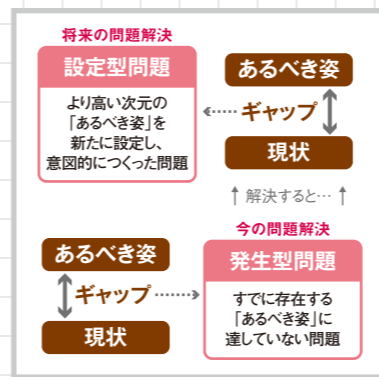 将来の問題解決
設定型問題
より高い次元の
「あるべき姿」を
新たに設定し、
意図的につくった問題
あるべき姿
ギャップ
現状
↑ 解決すると… ↑
今の問題解決
発生型問題
すでに存在する
「あるべき姿」に
達していない問題
あるべき姿
ギャップ
現状